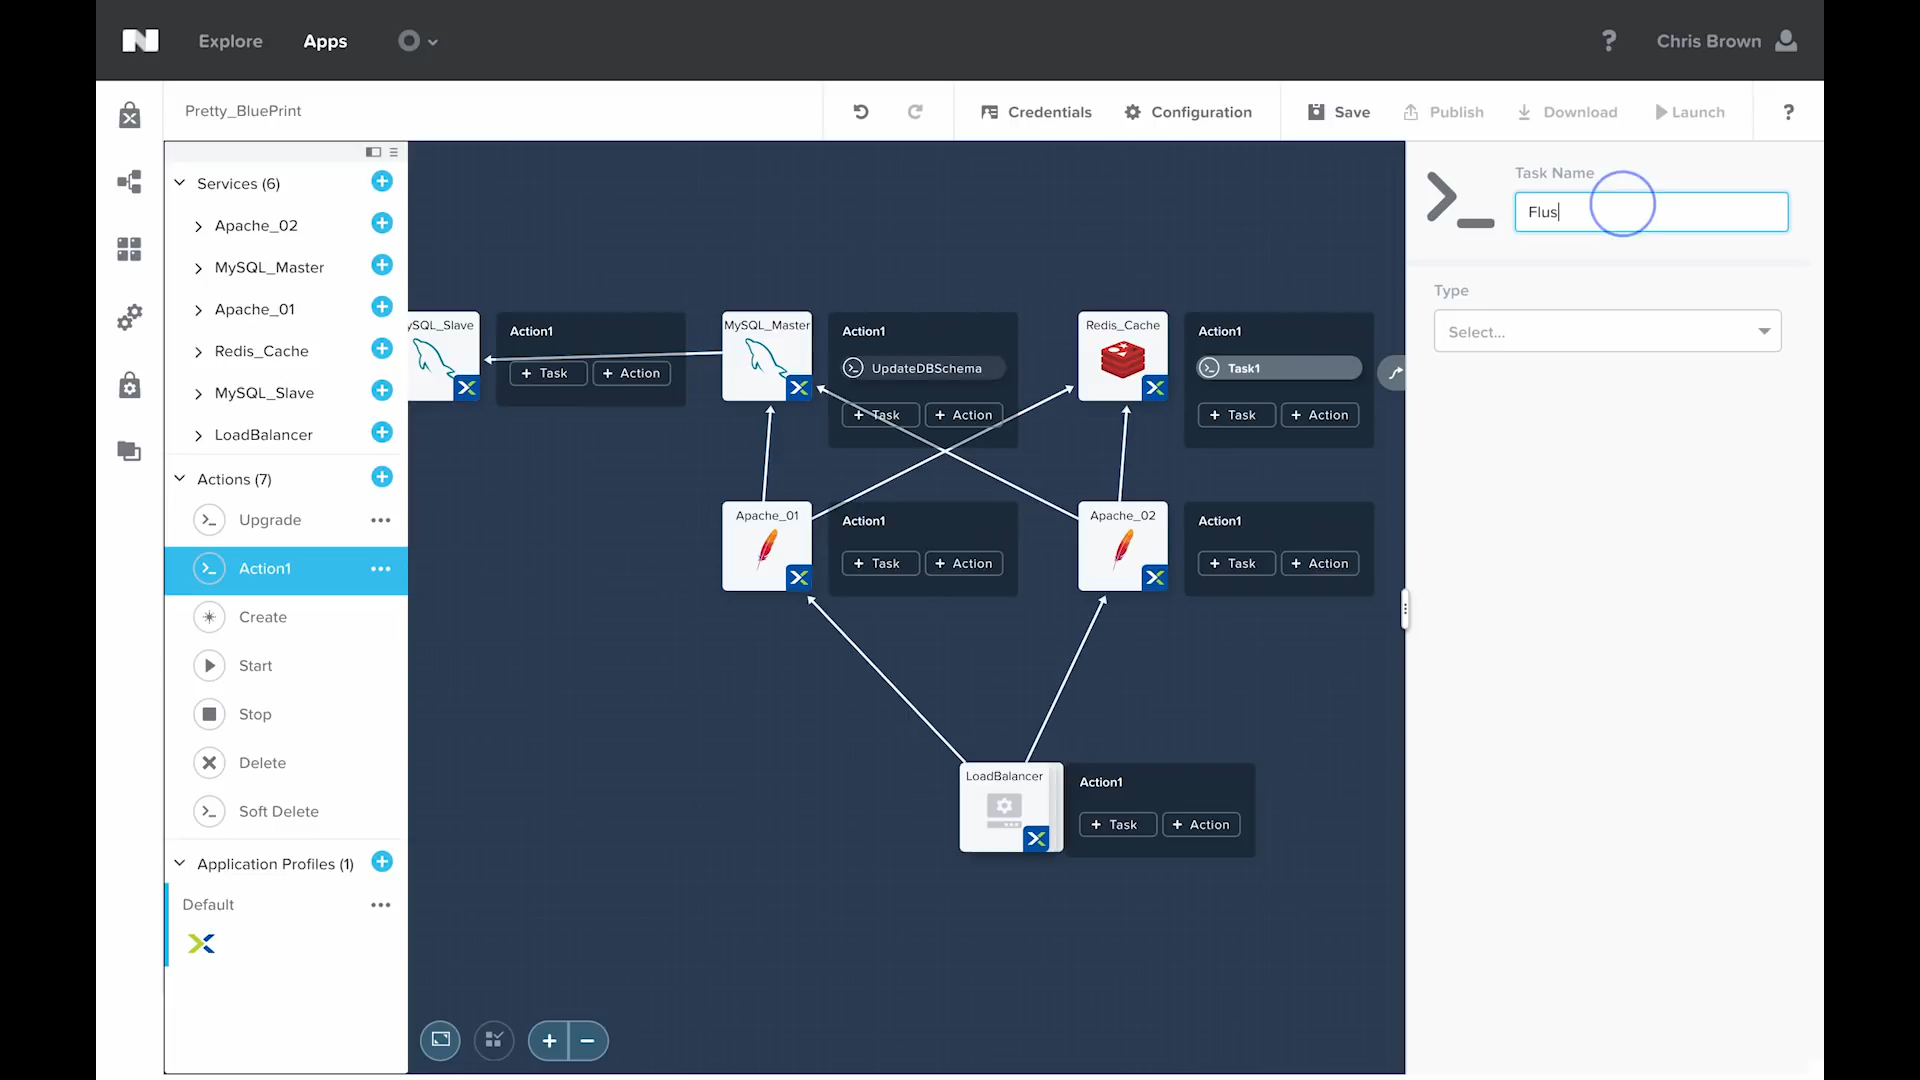 Explore
Apps
?
Chris Brown
Pretty_BluePrint
Credentials
Configuration
Save
Publish
Download
Launch
?
Services (6)
Apache_02
MySQL_Master
Apache_01
Redis_Cache
MySQL_Slave
LoadBalancer
Actions (7)
Upgrade
Action1
Create
Start
Stop
Delete
Soft Delete
Application Profiles (1)
Default
ySQL_Slave
Action1
+ Task
+ Action
MySQL_Master
Action1
UpdateDBSchema
+ Task
+ Action
Redis_Cache
Action1
Task1
+ Task
+ Action
Apache_01
Action1
+ Task
+ Action
Apache_02
Action1
+ Task
+ Action
LoadBalancer
Action1
+ Task
+ Action
Task Name
Flus
Type
Select...